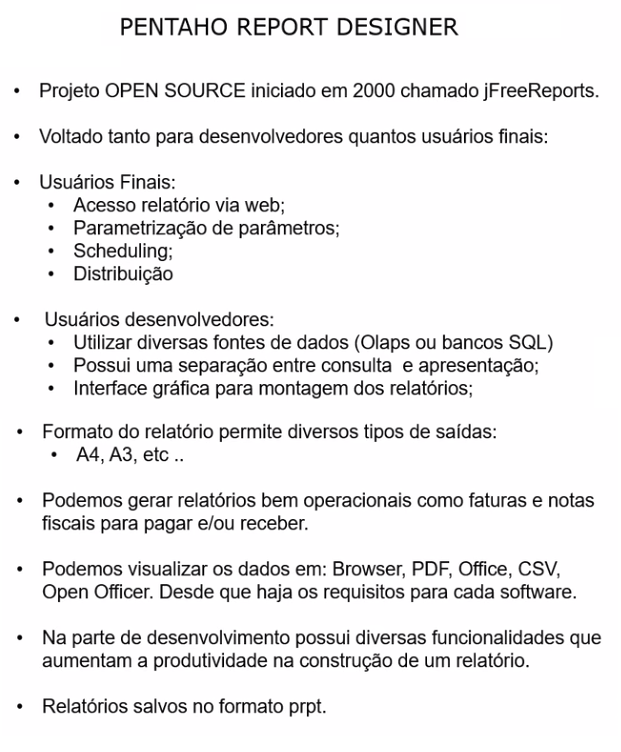 PENTAHO REPORT DESIGNER
• Projeto OPEN SOURCE iniciado em 2000 chamado jFreeReports.
• Voltado tanto para desenvolvedores quantos usuários finais:
• Usuários Finais:
• Acesso relatório via web;
• Parametrização de parâmetros;
• Scheduling;
• Distribuição
• Usuários desenvolvedores:
• Utilizar diversas fontes de dados (Olaps ou bancos SQL)
• Possui uma separação entre consulta e apresentação;
• Interface gráfica para montagem dos relatórios;
• Formato do relatório permite diversos tipos de saídas:
• A4, A3, etc ..
• Podemos gerar relatórios bem operacionais como faturas e notas
fiscais para pagar e/ou receber.
• Podemos visualizar os dados em: Browser, PDF, Office, CSV,
Open Officer. Desde que haja os requisitos para cada software.
• Na parte de desenvolvimento possui diversas funcionalidades que
aumentam a produtividade na construção de um relatório.
• Relatórios salvos no formato prpt.